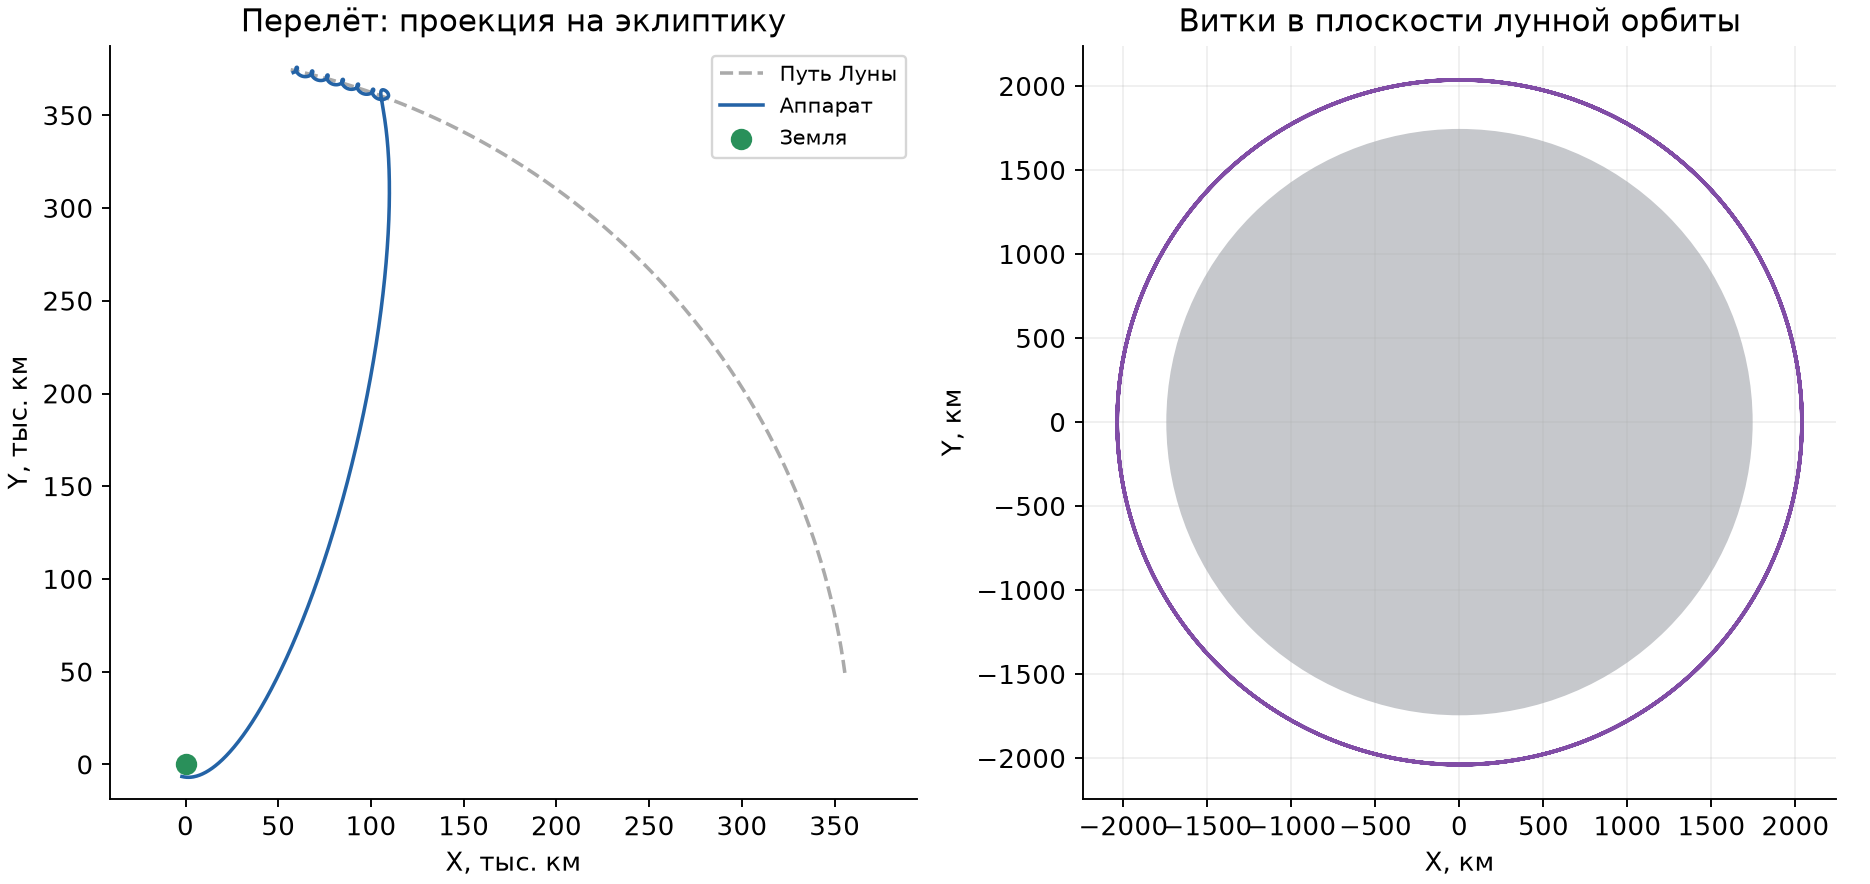 Перелёт: проекция на эклиптику
Путь Луны
Аппарат
Земля
350
300
250
200
150
100
50
0
Y, тыс. км
0 50 100 150 200 250 300 350
X, тыс. км
Витки в плоскости лунной орбиты
2000
1500
1000
500
0
−500
−1000
−1500
−2000
Y, км
−2000 −1500 −1000 −500 0 500 1000 1500 2000
X, км